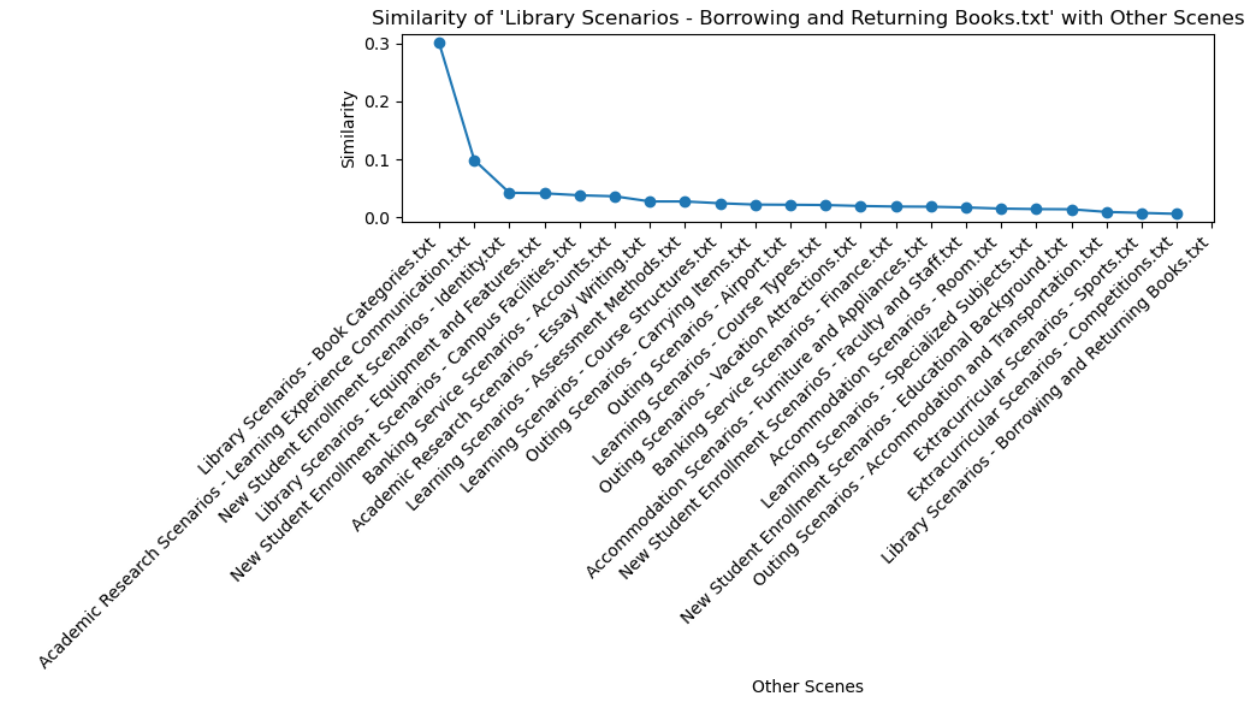 Similarity of 'Library Scenarios - Borrowing and Returning Books.txt' with Other Scenes
Similarity
0.3
0.2
0.1
0.0
Library Scenarios - Book Categories.txt
Academic Research Scenarios - Learning Experience Communication.txt
New Student Enrollment Scenarios - Identity.txt
Library Scenarios - Equipment and Features.txt
New Student Enrollment Scenarios - Campus Facilities.txt
Banking Service Scenarios - Accounts.txt
Academic Research Scenarios - Essay Writing.txt
Learning Scenarios - Assessment Methods.txt
Learning Scenarios - Course Structures.txt
Outing Scenarios - Carrying Items.txt
Outing Scenarios - Airport.txt
Learning Scenarios - Course Types.txt
Outing Scenarios - Vacation Attractions.txt
Banking Service Scenarios - Finance.txt
Accommodation Scenarios - Furniture and Appliances.txt
New Student Enrollment Scenarios - Faculty and Staff.txt
Accommodation Scenarios - Room.txt
Learning Scenarios - Specialized Subjects.txt
New Student Enrollment Scenarios - Educational Background.txt
Outing Scenarios - Accommodation and Transportation.txt
Extracurricular Scenarios - Sports.txt
Extracurricular Scenarios - Competitions.txt
Library Scenarios - Borrowing and Returning Books.txt
Other Scenes